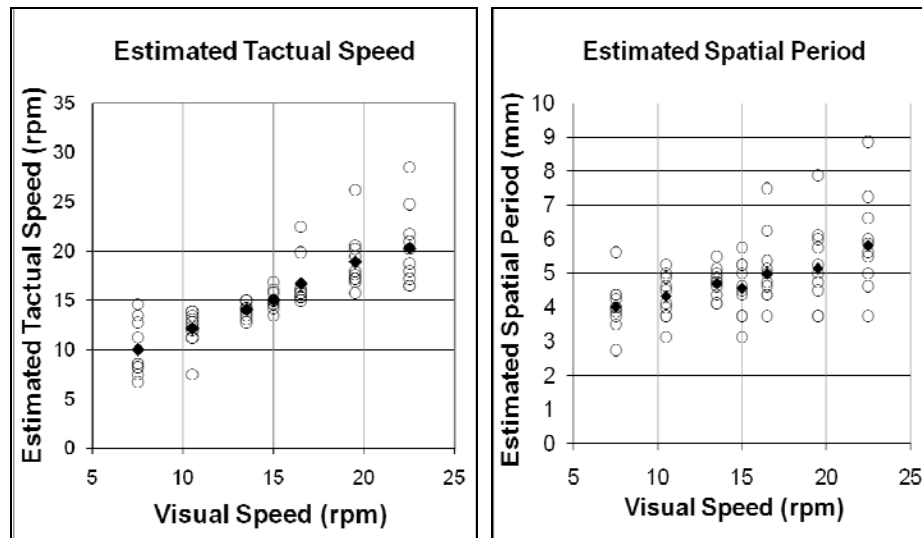 Estimated Tactual Speed
Estimated Tactual Speed (rpm)
35
30
25
20
15
10
5
0
5 10 15 20 25
Visual Speed (rpm)
Estimated Spatial Period
Estimated Spatial Period (mm)
10
9
8
7
6
5
4
3
2
1
0
5 10 15 20 25
Visual Speed (rpm)